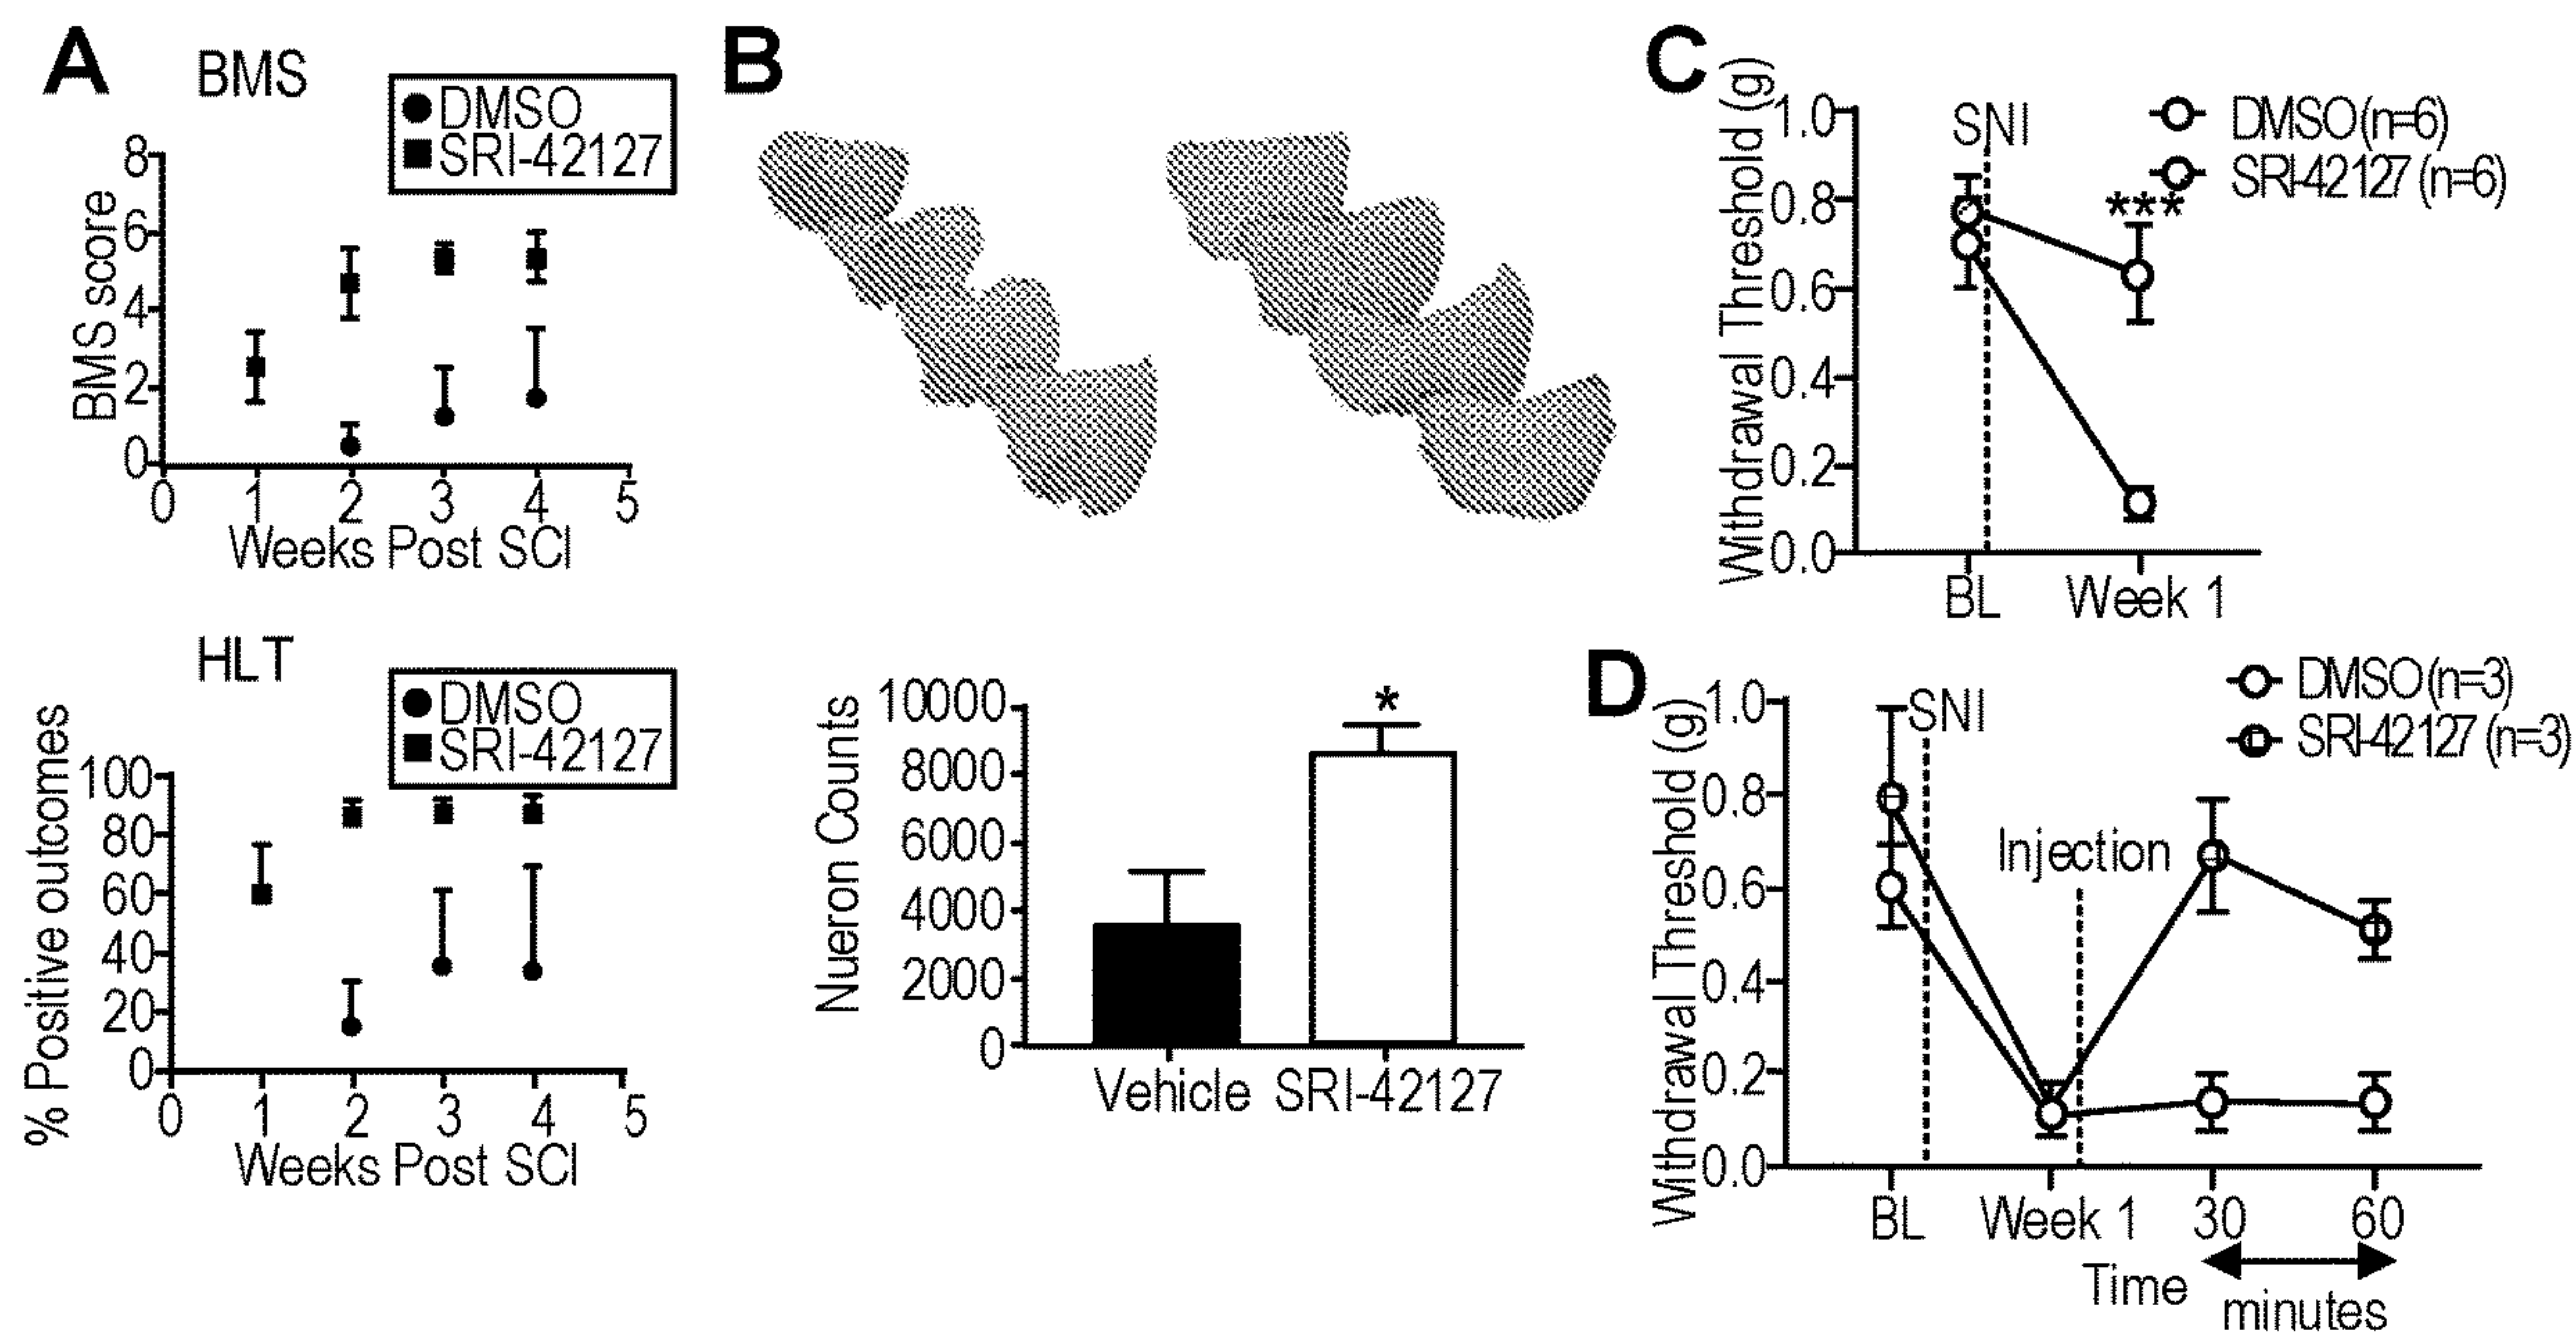 A
BMS
DMSO
SRI-42127
BMS score
8
6
4
2
0
0 1 2 3 4 5
Weeks Post SCI
HLT
DMSO
SRI-42127
% Positive outcomes
100
80
60
40
20
0
0 1 2 3 4 5
Weeks Post SCI
B
Nueron Counts
10000
8000
6000
4000
2000
0
*
Vehicle SRI-42127
C
Withdrawal Threshold (g)
1.0
0.8
0.6
0.4
0.2
0.0
SNI
DMSO(n=6)
SRI-42127 (n=6)
***
BL Week 1
D
Withdrawal Threshold (g)
1.0
0.8
0.6
0.4
0.2
0.0
SNI
DMSO(n=3)
SRI-42127 (n=3)
Injection
BL Week 1 30 60
Time
minutes